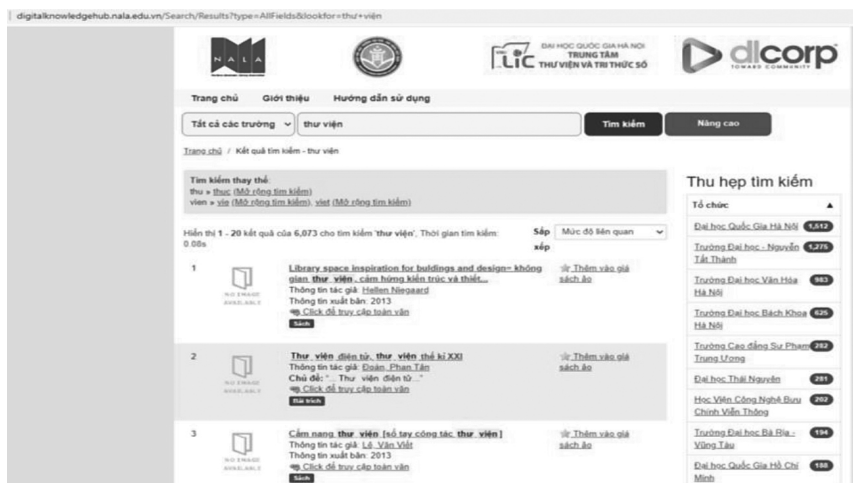 digitalknowledgehub.nala.edu.vn/Search/Results?type=AllFields&lookfor=thư+viện
NALA
LIC
ĐẠI HỌC QUỐC GIA HÀ NỘI
TRUNG TÂM
THƯ VIỆN VÀ TRI THỨC SỐ
dlcorp
TOWARD COMMUNITY
Trang chủ Giới thiệu Hướng dẫn sử dụng
Tất cả các trường thư viện Tìm kiếm Nâng cao
Trang chủ / Kết quả tìm kiếm - thư viện
Tìm kiếm thay thế:
thu » thuc (Mở rộng tìm kiếm)
vien » vie (Mở rộng tìm kiếm), viet (Mở rộng tìm kiếm)
Hiển thị 1 - 20 kết quả của 6,073 cho tìm kiếm 'thư viện', Thời gian tìm kiếm:
0.08s
Sắp xếp
Mức độ liên quan
1
NO IMAGE
AVAILABLE
Library space inspiration for buldings and design= không
gian thư viện, cảm hứng kiến trúc và thiết...
Thông tin tác giả: Hellen Niegaard
Thông tin xuất bản: 2013
Click để truy cập toàn văn
Sách
Thêm vào giá
sách ảo
2
NO IMAGE
AVAILABLE
Thư viện điện tử, thư viện thế kỉ XXI
Thông tin tác giả: Đoàn, Phan Tân
Chủ đề: "... Thư viện điện tử..."
Click để truy cập toàn văn
Bài trích
Thêm vào giá
sách ảo
3
NO IMAGE
AVAILABLE
Cẩm nang thư viện [sổ tay công tác thư viện]
Thông tin tác giả: Lê, Văn Viết
Thông tin xuất bản: 2013
Click để truy cập toàn văn
Sách
Thêm vào giá
sách ảo
Thu hẹp tìm kiếm
Tổ chức
Đại học Quốc Gia Hà Nội 1,512
Trường Đại học - Nguyễn 1,275
Tất Thành
Trường Đại học Văn Hóa 983
Hà Nội
Trường Đại học Bách Khoa 625
Hà Nội
Trường Cao đẳng Sư Phạm 282
Trung Ương
Đại học Thái Nguyên 281
Học Viện Công Nghệ Bưu 202
Chính Viễn Thông
Trường Đại học Bà Rịa - 194
Vũng Tàu
Đại học Quốc Gia Hồ Chí 188
Minh